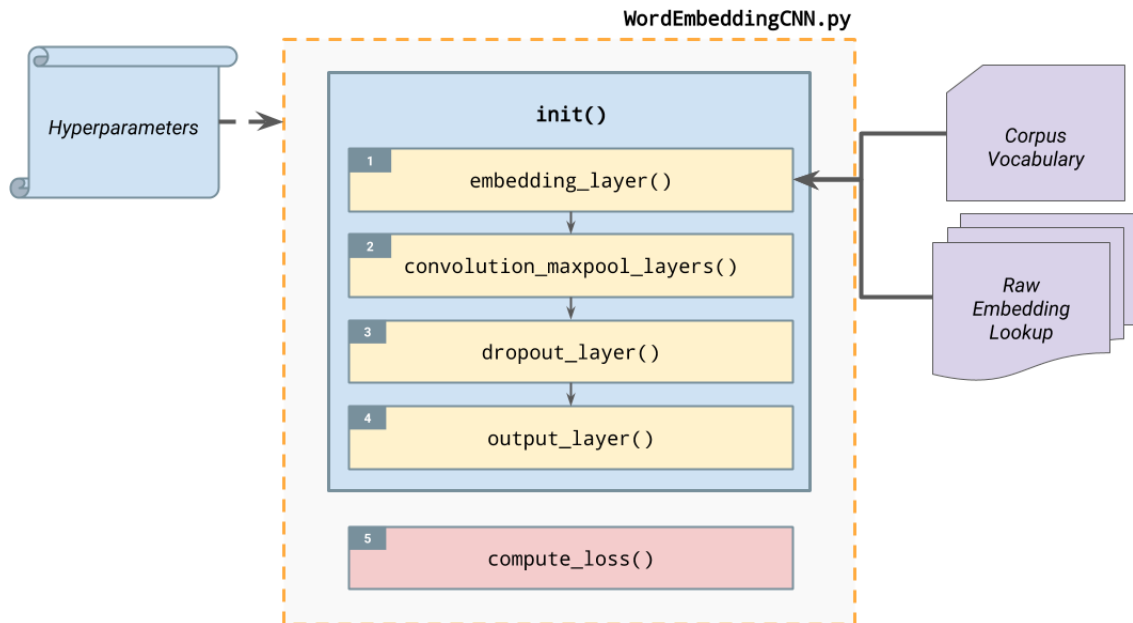 WordEmbeddingCNN.py
Hyperparameters
init()
1
embedding_layer()
2
convolution_maxpool_layers()
3
dropout_layer()
4
output_layer()
5
compute_loss()
Corpus
Vocabulary
Raw
Embedding
Lookup